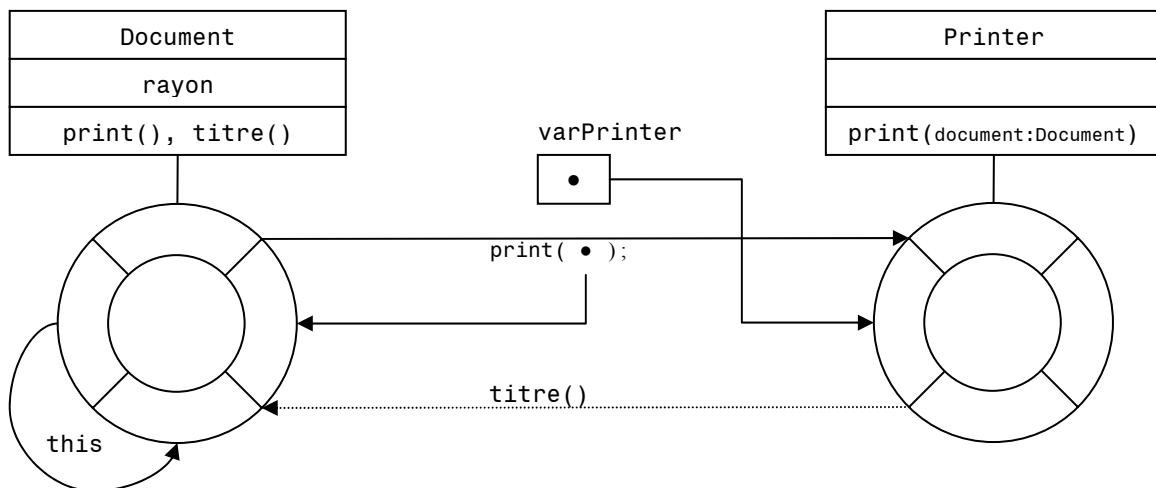 Document
rayon
print(), titre()
varPrinter
●
Printer
print(document:Document)
print( ● );
titre()
this